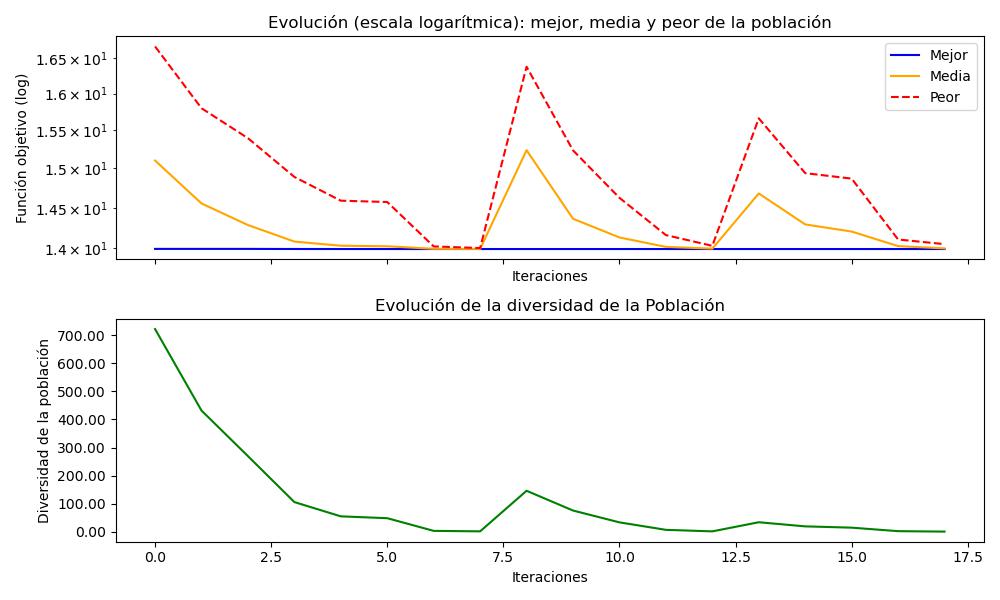 Evolución (escala logarítmica): mejor, media y peor de la población
Función objetivo (log)
1.65 × 10¹
1.6 × 10¹
1.55 × 10¹
1.5 × 10¹
1.45 × 10¹
1.4 × 10¹
Mejor
Media
Peor
Iteraciones
Evolución de la diversidad de la Población
Diversidad de la población
700.00
600.00
500.00
400.00
300.00
200.00
100.00
0.00
0.0 2.5 5.0 7.5 10.0 12.5 15.0 17.5
Iteraciones